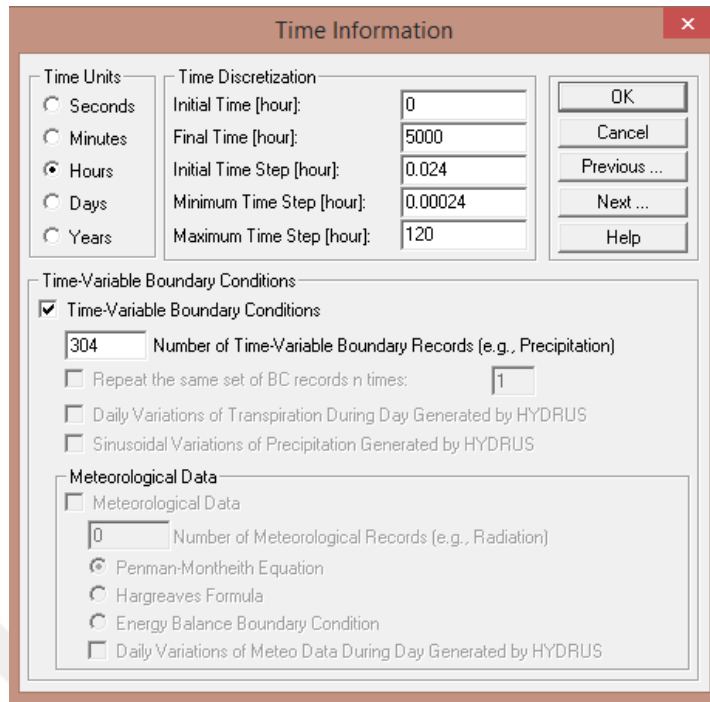 Time Information
Time Units
Seconds
Minutes
Hours
Days
Years
Time Discretization
Initial Time [hour]: 0
Final Time [hour]: 5000
Initial Time Step [hour]: 0.024
Minimum Time Step [hour]: 0.00024
Maximum Time Step [hour]: 120
OK
Cancel
Previous ...
Next ...
Help
Time-Variable Boundary Conditions
Time-Variable Boundary Conditions
304 Number of Time-Variable Boundary Records (e.g., Precipitation)
Repeat the same set of BC records n times: 1
Daily Variations of Transpiration During Day Generated by HYDRUS
Sinusoidal Variations of Precipitation Generated by HYDRUS
Meteorological Data
Meteorological Data
0 Number of Meteorological Records (e.g., Radiation)
Penman-Montheith Equation
Hargreaves Formula
Energy Balance Boundary Condition
Daily Variations of Meteo Data During Day Generated by HYDRUS